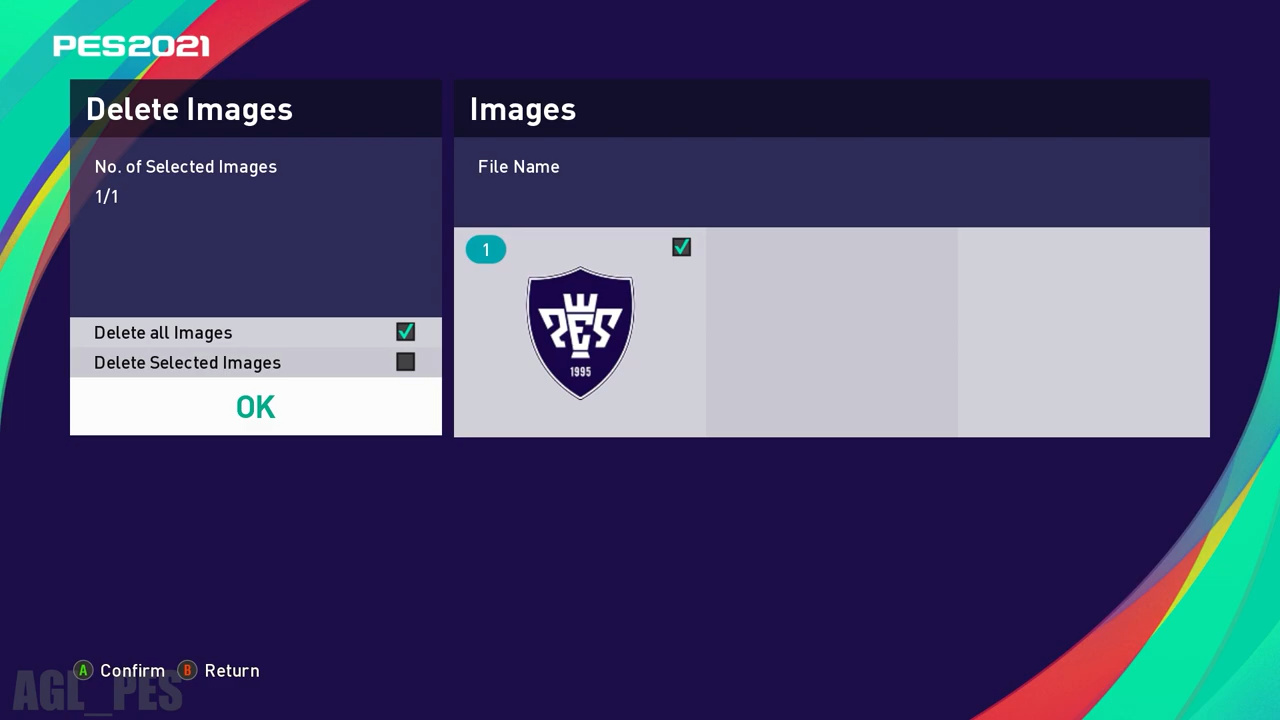 PES2021
Delete Images
No. of Selected Images
1/1
Delete all Images
Delete Selected Images
OK
Images
File Name
1
PES
1995
A Confirm B Return
AGL_PES